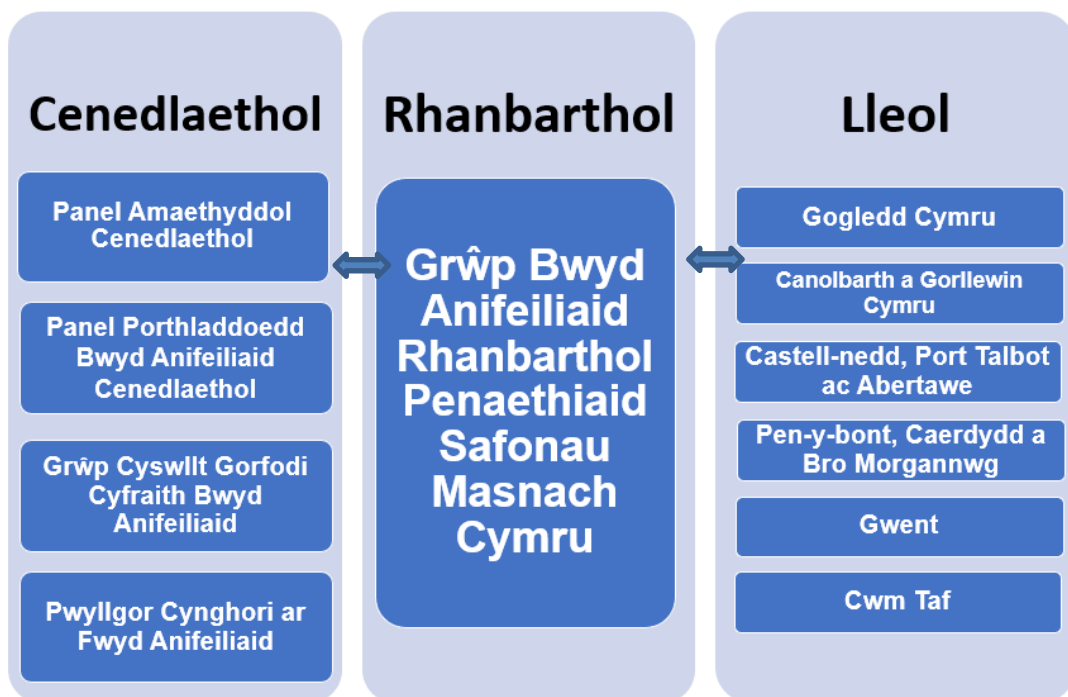 Cenedlaethol
Panel Amaethyddol
Cenedlaethol
Panel Porthladdoedd
Bwyd Anifeiliaid
Cenedlaethol
Grŵp Cyswllt Gorfodi
Cyfraith Bwyd
Anifeiliaid
Pwyllgor Cynghori ar
Fwyd Anifeiliaid
Rhanbarthol
Grŵp Bwyd
Anifeiliaid
Rhanbarthol
Penaethiaid
Safonau
Masnach
Cymru
Lleol
Gogledd Cymru
Canolbarth a Gorllewin
Cymru
Castell-nedd, Port Talbot
ac Abertawe
Pen-y-bont, Caerdydd a
Bro Morgannwg
Gwent
Cwm Taf